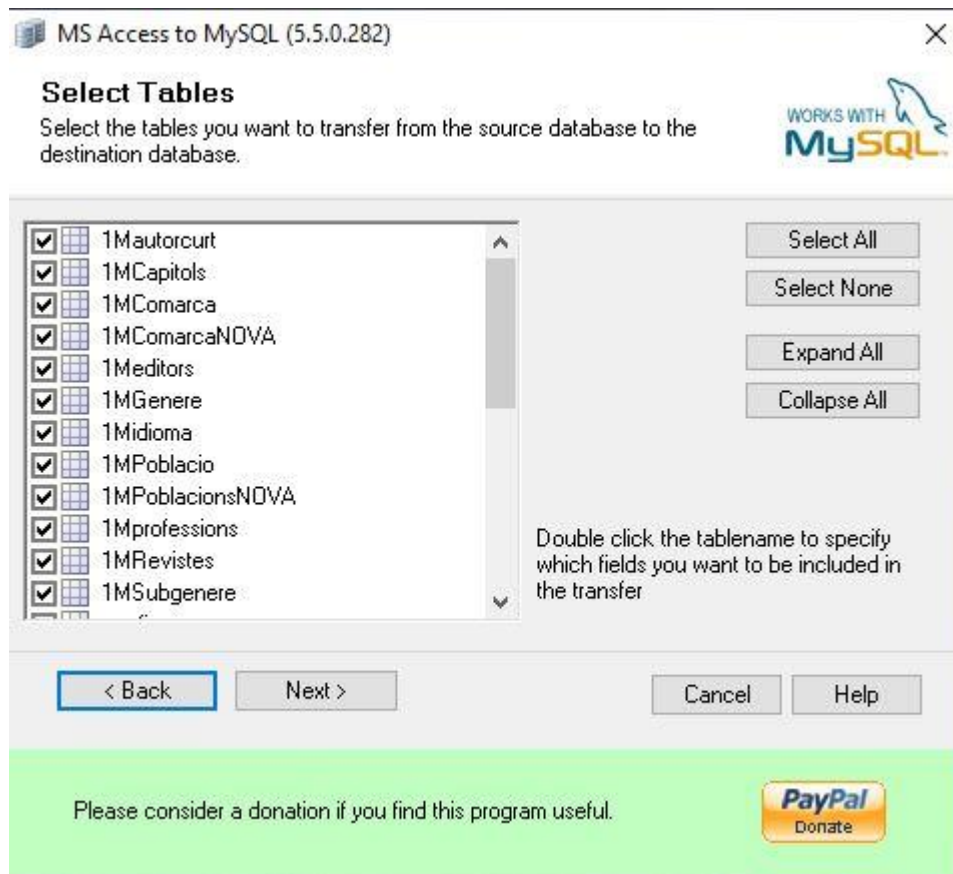 MS Access to MySQL (5.5.0.282)
Select Tables
Select the tables you want to transfer from the source database to the
destination database.
WORKS WITH
MySQL
1Mautorcurt
1MCapitols
1MComarca
1MComarcaNOVA
1Meditors
1MGenere
1Midioma
1MPoblacio
1MPoblacionsNOVA
1Mprofessions
1MRevistes
1MSubgenere
Select All
Select None
Expand All
Collapse All
Double click the tablename to specify
which fields you want to be included in
the transfer
< Back
Next >
Cancel
Help
Please consider a donation if you find this program useful.
PayPal
Donate